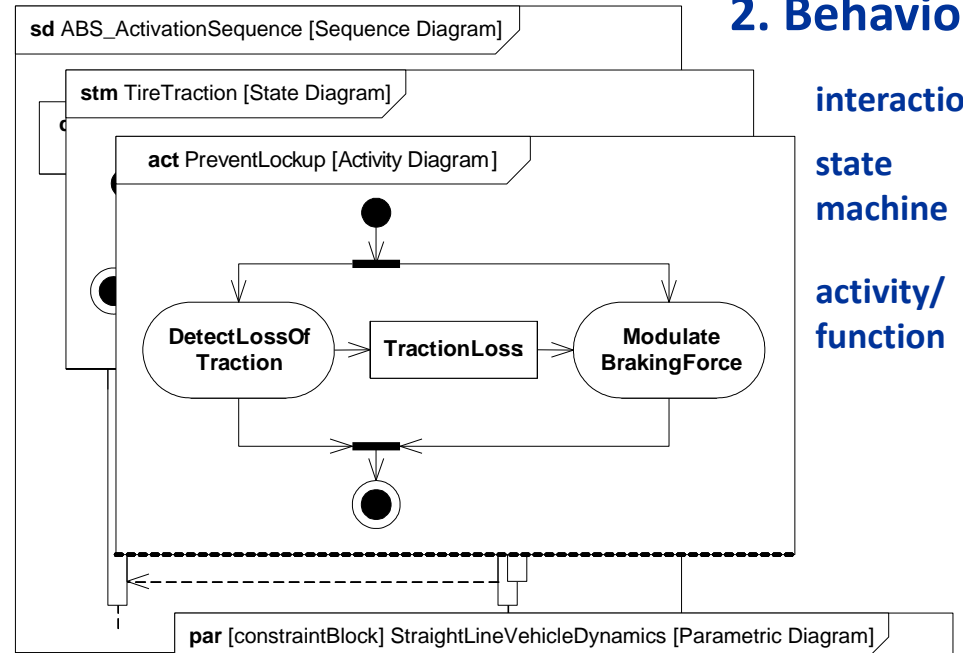 2. Behavio
sd ABS_ActivationSequence [Sequence Diagram]
interactio
stm TireTraction [State Diagram]
act PreventLockup [Activity Diagram]
state
machine
activity/
function
DetectLossOf
Traction
TractionLoss
Modulate
BrakingForce
par [constraintBlock] StraightLineVehicleDynamics [Parametric Diagram]